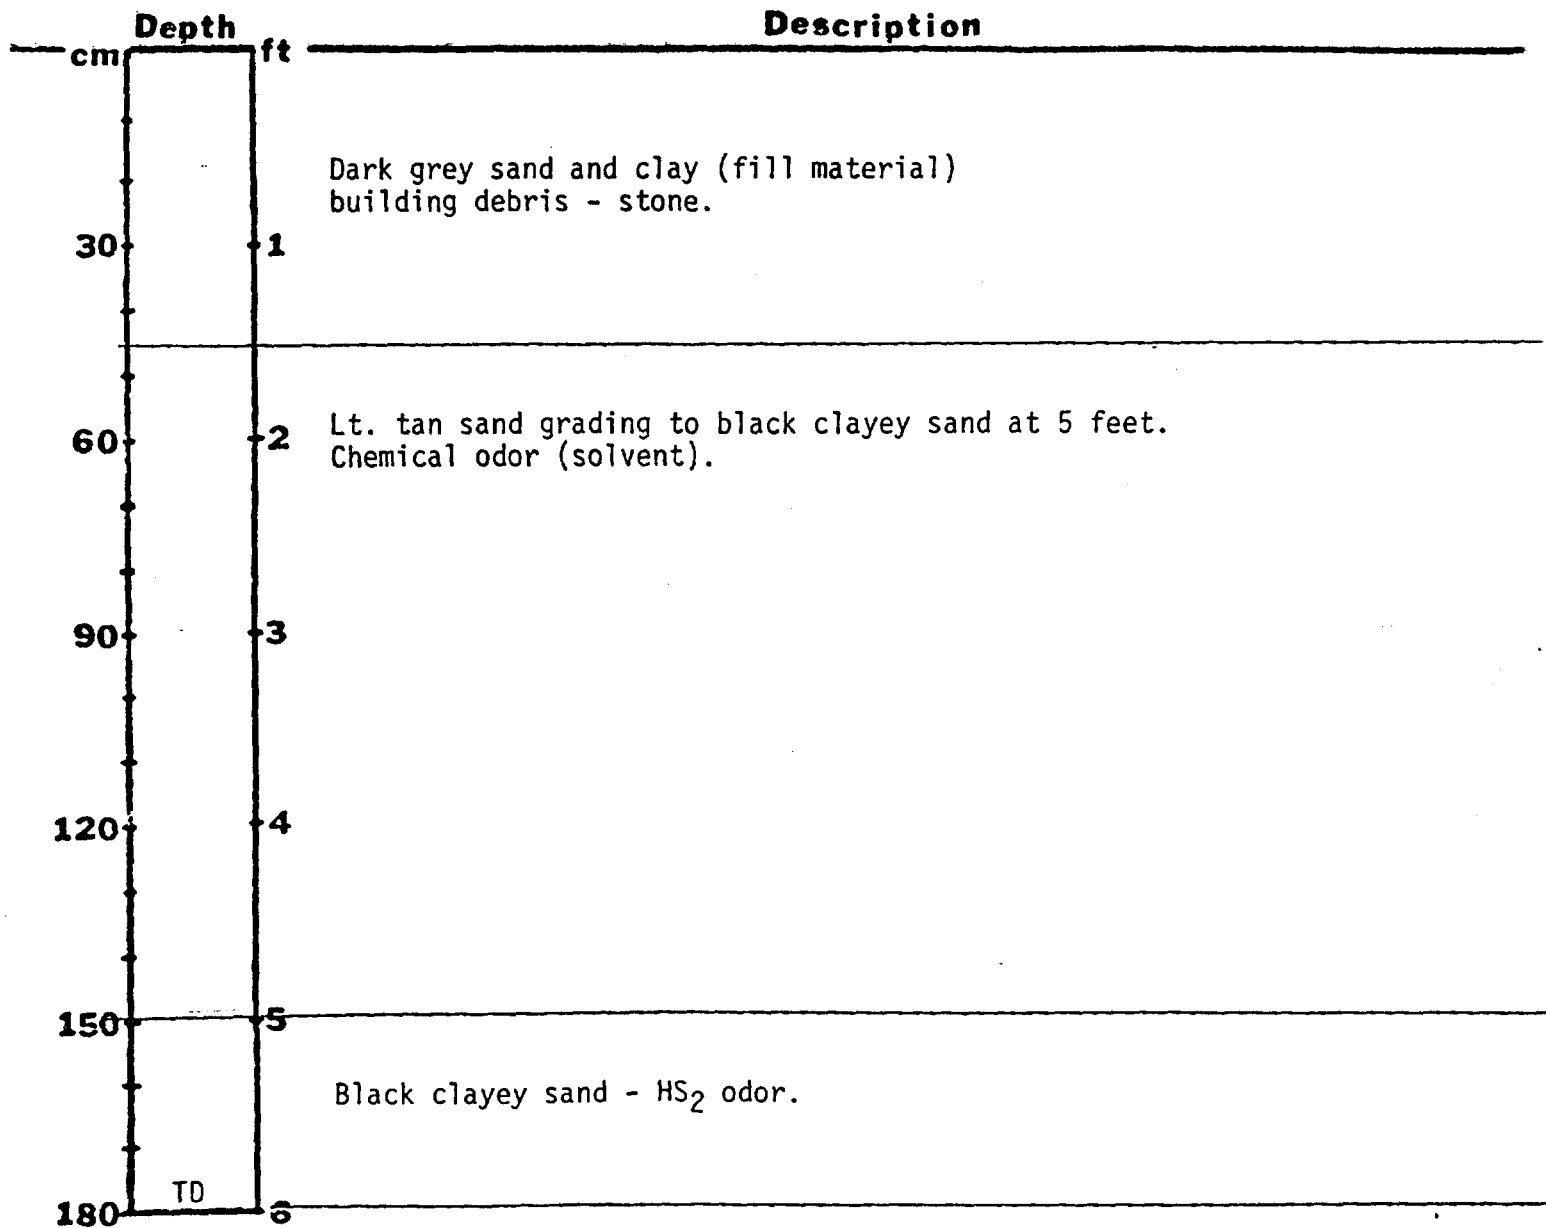 Depth Description
cm ft
Dark grey sand and clay (fill material)
building debris - stone.
30 1
Lt. tan sand grading to black clayey sand at 5 feet.
60 2
Chemical odor (solvent).
90 3
120 4
150 5
Black clayey sand - HS₂ odor.
TD
180 6